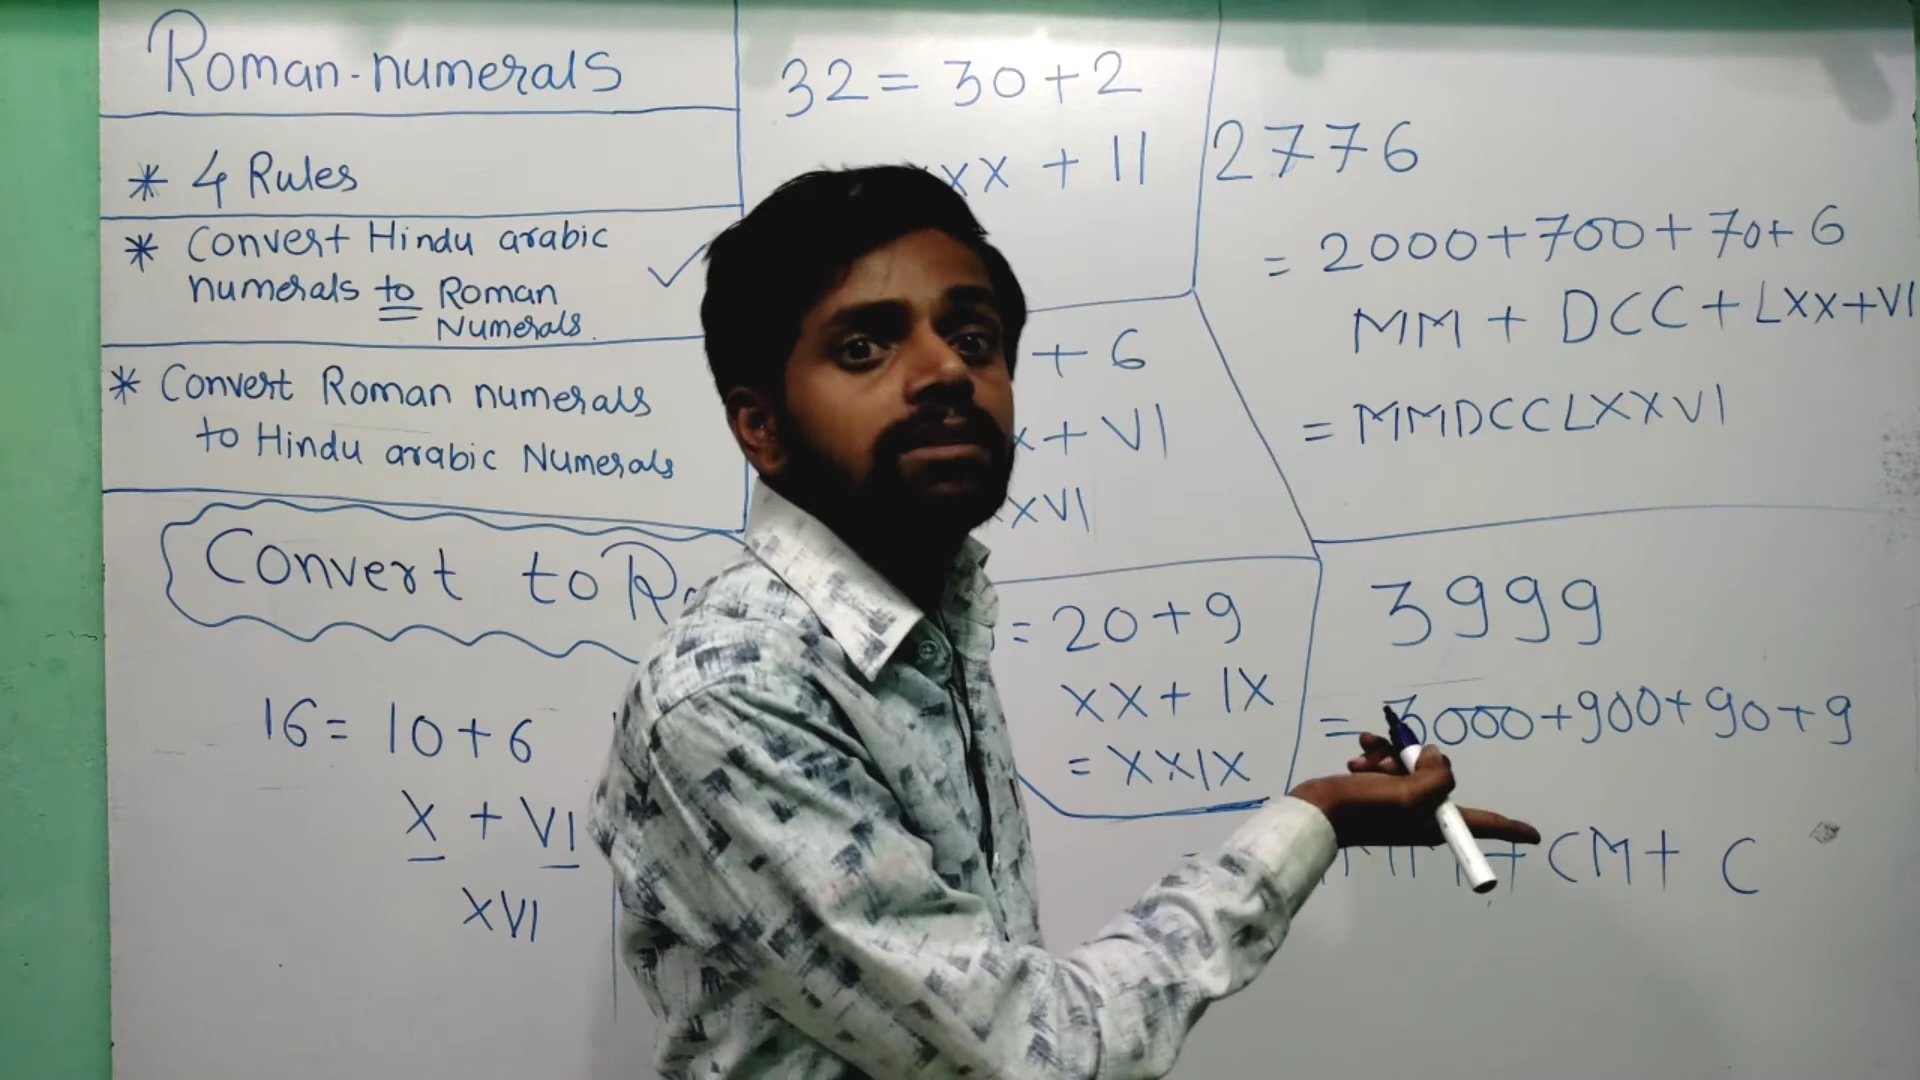 Roman-numerals
* 4 Rules
* Convert Hindu arabic
numerals to Roman
Numerals.
* Convert Roman numerals
to Hindu arabic Numerals
Convert to
16 = 10+6
X + VI
XVI
32 = 30+2
XX + II
+ 6
X + VI
XVI
= 20+9
XX + IX
= XXIX
2776
= 2000+700+70+6
MM + DCC + LXX+VI
= MMDCCLXXVI
3999
= 3000+900+90+9
+ CM + C